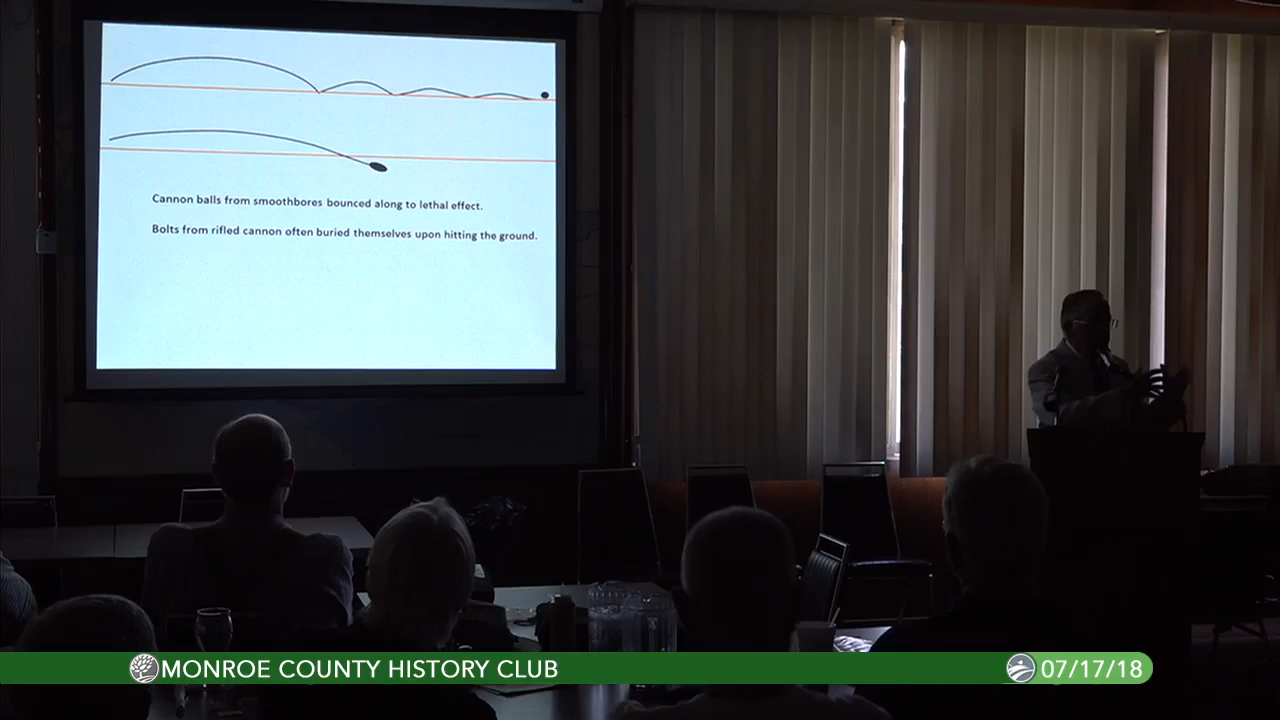 Cannon balls from smoothbores bounced along to lethal effect.
Bolts from rifled cannon often buried themselves upon hitting the ground.
MONROE COUNTY HISTORY CLUB
07/17/18